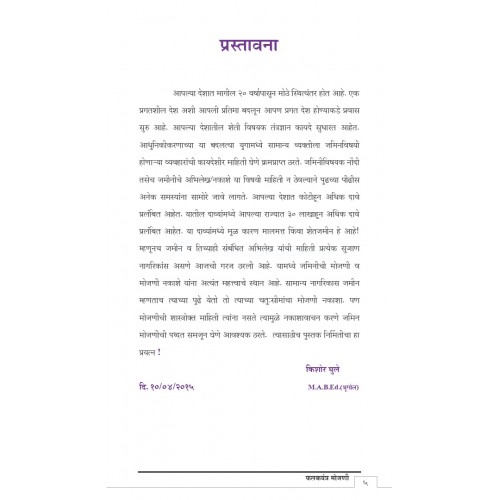 प्रस्तावना
आपल्या देशात मागील २० वर्षापासुन मोठे स्थित्यंतर होत आहे. एक
प्रगतशील देश अशी आपली प्रतिमा बदलून आपण प्रगत देश होण्याकडे प्रवास
सुरु आहे. आपल्या देशातील शेती विषयक तंत्रज्ञान कायदे सुधारत आहेत.
आधुनिकीकरणाच्या या बदलत्या युगामध्ये सामान्य व्यक्तीला जमिनविषयी
होणाऱ्या व्यवहारांची कायदेशीर माहिती घेणे क्रमप्राप्त ठरते. जमिनीविषयक नोंदी
तसेच जमीनीचे अभिलेख/नकाशे या विषयी माहिती न ठेवल्याने पुढच्या पीढीस
अनेक समस्यांना सामोरे जावे लागते. आपल्या देशात कोटीहून अधिक दावे
प्रलंबित आहेत. यातील दाव्यांमध्ये आपल्या राज्यात ३० लाखाहून अधिक दावे
प्रलंबित आहेत. या दाव्यांमध्ये मूळ कारण मालमत्ता किंवा शेतजमीन हे आहे!
म्हणूनच जमीन व तिच्याही संबंधित अभिलेख यांची माहिती प्रत्येक सुजाण
नागरिकांस असणे आजची गरज ठरली आहे. यामध्ये जमिनीची मोजणी व
मोजणी नकाशे यांना अत्यंत महत्त्वाचे स्थान आहे. सामान्य नागरिकास जमीन
म्हणताच त्याच्या पुढे येतो तो त्याच्या चतुःसीमांचा मोजणी नकाशा. पण
मोजणीची शास्त्रोक्त माहिती त्यांना नसते त्यामुळे नकाशावाचन करणे जमिन
मोजणीची पध्दत समजून घेणे आवश्यक ठरते. त्यासाठीच पुस्तक निर्मितीचा हा
प्रयत्न !
किशोर घुले
दि. १०/०४/२०१५ M.A.B.Ed.(भूगोल)
फलकयंत्र मोजणी
५